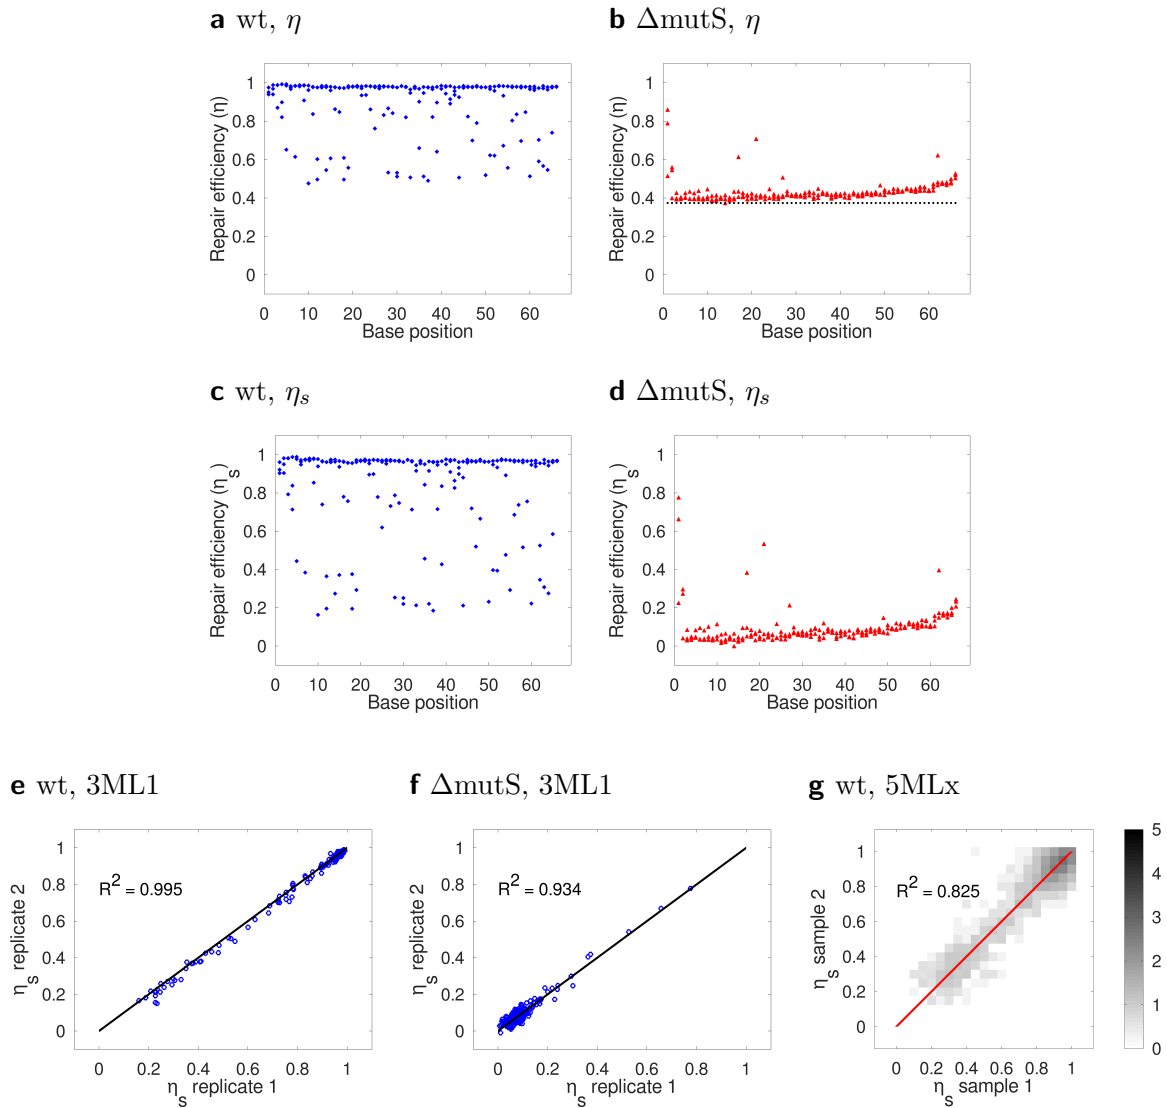 a wt, η
b ΔmutS, η
Repair efficiency (η)
1
0.8
0.6
0.4
0.2
0
0 10 20 30 40 50 60
Base position
Repair efficiency (η)
1
0.8
0.6
0.4
0.2
0
0 10 20 30 40 50 60
Base position
c wt, ηs
d ΔmutS, ηs
Repair efficiency (ηs)
1
0.8
0.6
0.4
0.2
0
0 10 20 30 40 50 60
Base position
Repair efficiency (ηs)
1
0.8
0.6
0.4
0.2
0
0 10 20 30 40 50 60
Base position
e wt, 3ML1
f ΔmutS, 3ML1
g wt, 5MLx
ηs replicate 2
1
0.8
0.6
0.4
0.2
0
R2 = 0.995
0 0.2 0.4 0.6 0.8 1
ηs replicate 1
ηs replicate 2
1
0.8
0.6
0.4
0.2
0
R2 = 0.934
0 0.2 0.4 0.6 0.8 1
ηs replicate 1
ηs sample 2
1
0.8
0.6
0.4
0.2
0
R2 = 0.825
0 0.2 0.4 0.6 0.8 1
ηs sample 1
5
4
3
2
1
0